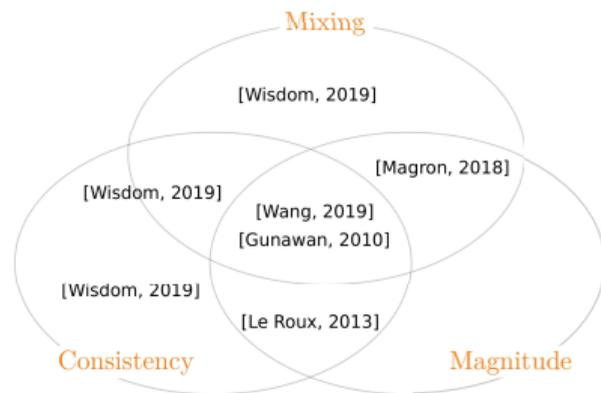 Mixing
[Wisdom, 2019]
[Magron, 2018]
[Wisdom, 2019]
[Wang, 2019]
[Gunawan, 2010]
[Wisdom, 2019]
[Le Roux, 2013]
Consistency
Magnitude